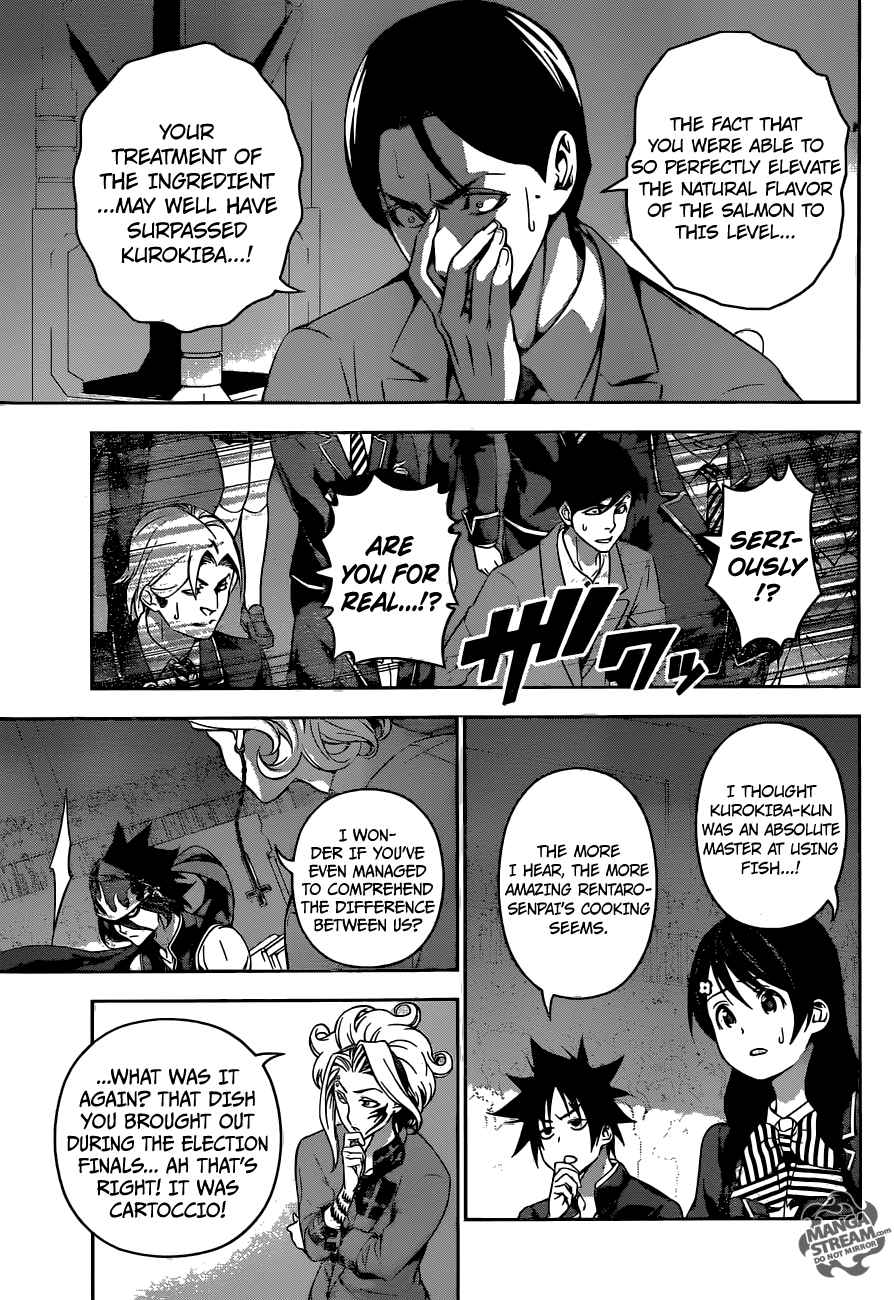 THE FACT THAT
YOU WERE ABLE TO
SO PERFECTLY ELEVATE
THE NATURAL FLAVOR
OF THE SALMON TO
THIS LEVEL...
YOUR
TREATMENT OF
THE INGREDIENT
...MAY WELL HAVE
SURPASSED
KUROKIBA...!
SERI-
OUSLY
!?
ARE
YOU FOR
REAL...!?
ザワッ
I THOUGHT
KUROKIBA-KUN
WAS AN ABSOLUTE
MASTER AT USING
FISH...!
THE MORE
I HEAR, THE MORE
AMAZING RENTARO-
SENPAI'S COOKING
SEEMS.
I WON-
DER IF YOU'VE
EVEN MANAGED
TO COMPREHEND
THE DIFFERENCE
BETWEEN US?
...WHAT WAS IT
AGAIN? THAT DISH
YOU BROUGHT OUT
DURING THE ELECTION
FINALS... AH THAT'S
RIGHT! IT WAS
CARTOCCIO!
MANGA
STREAM.com
DO NOT MIRROR